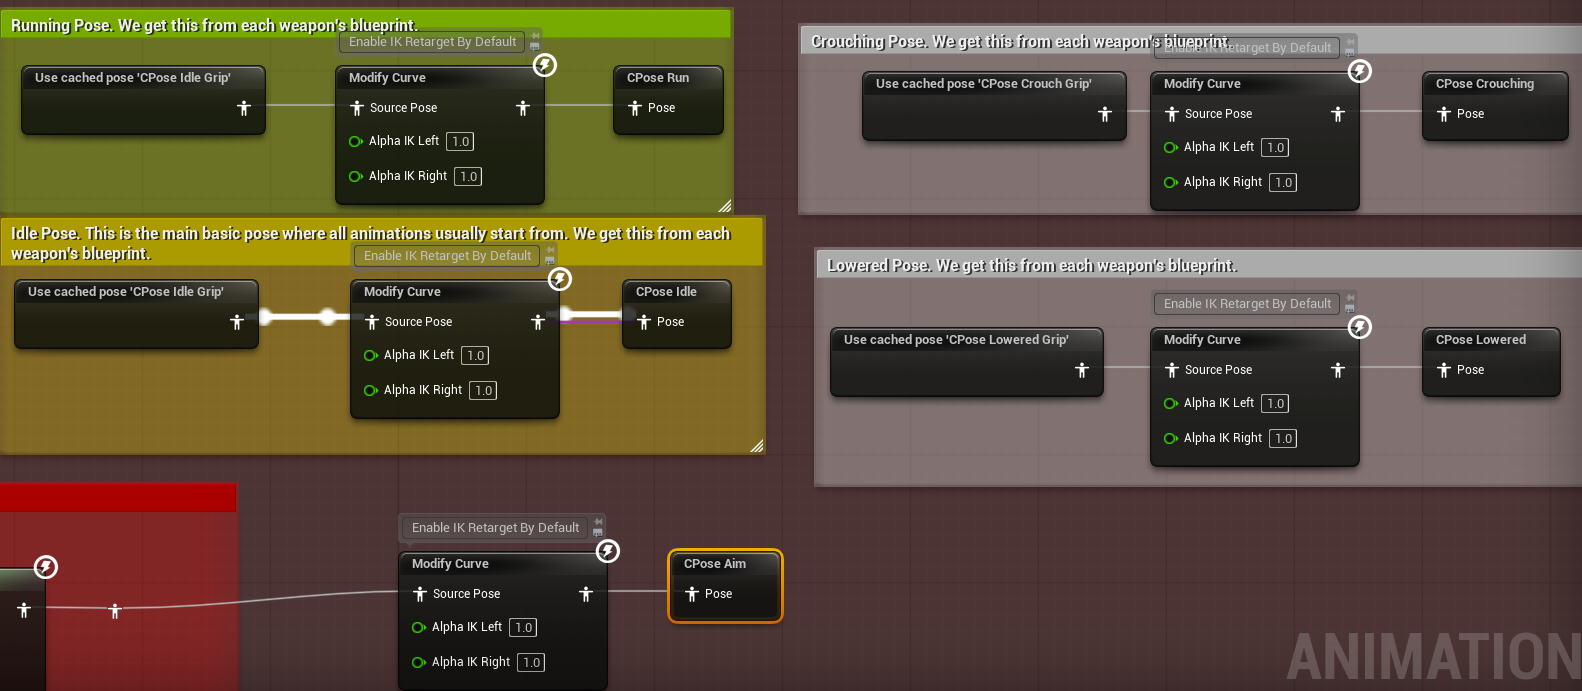 Running Pose. We get this from each weapon's blueprint.
Enable IK Retarget By Default
Use cached pose 'CPose Idle Grip'
Modify Curve
Source Pose
Alpha IK Left 1.0
Alpha IK Right 1.0
CPose Run
Pose
Crouching Pose. We get this from each weapon's blueprint.
Enable IK Retarget By Default
Use cached pose 'CPose Crouch Grip'
Modify Curve
Source Pose
Alpha IK Left 1.0
Alpha IK Right 1.0
CPose Crouching
Pose
Idle Pose. This is the main basic pose where all animations usually start from. We get this from each
weapon's blueprint.
Enable IK Retarget By Default
Use cached pose 'CPose Idle Grip'
Modify Curve
Source Pose
Alpha IK Left 1.0
Alpha IK Right 1.0
CPose Idle
Pose
Lowered Pose. We get this from each weapon's blueprint.
Enable IK Retarget By Default
Use cached pose 'CPose Lowered Grip'
Modify Curve
Source Pose
Alpha IK Left 1.0
Alpha IK Right 1.0
CPose Lowered
Pose
Enable IK Retarget By Default
Modify Curve
Source Pose
Alpha IK Left 1.0
Alpha IK Right 1.0
CPose Aim
Pose
ANIMATION